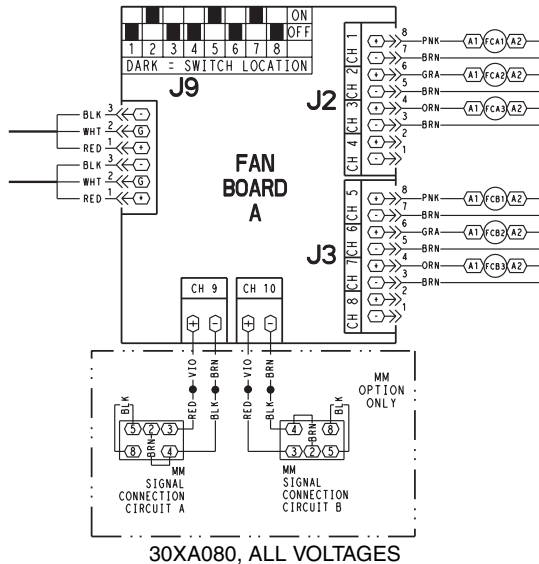 ON
OFF
1 2 3 4 5 6 7 8
DARK = SWITCH LOCATION
J9
BLK 3 -
WHT 2 G
RED 1 +
BLK 3 -
WHT 2 G
RED 1 +
FAN
BOARD
A
J2
CH 1 + 8 PNK A1 FCA1 A2
- 7 BRN
CH 2 + 6 GRA A1 FCA2 A2
- 5 BRN
CH 3 + 4 ORN A1 FCA3 A2
- 3 BRN
CH 4 + 2
- 1
J3
CH 5 + 8 PNK A1 FCB1 A2
- 7 BRN
CH 6 + 6 GRA A1 FCB2 A2
- 5 BRN
CH 7 + 4 ORN A1 FCB3 A2
- 3 BRN
CH 8 + 2
- 1
CH 9 CH 10
+ - + -
VIO BRN VIO BRN
RED BLK RED BLK
MM
OPTION
ONLY
BLK
5 2 3
BRN
8 4
MM
SIGNAL
CONNECTION
CIRCUIT A
BLK
4 8
BRN
3 2 5
MM
SIGNAL
CONNECTION
CIRCUIT B
30XA080, ALL VOLTAGES